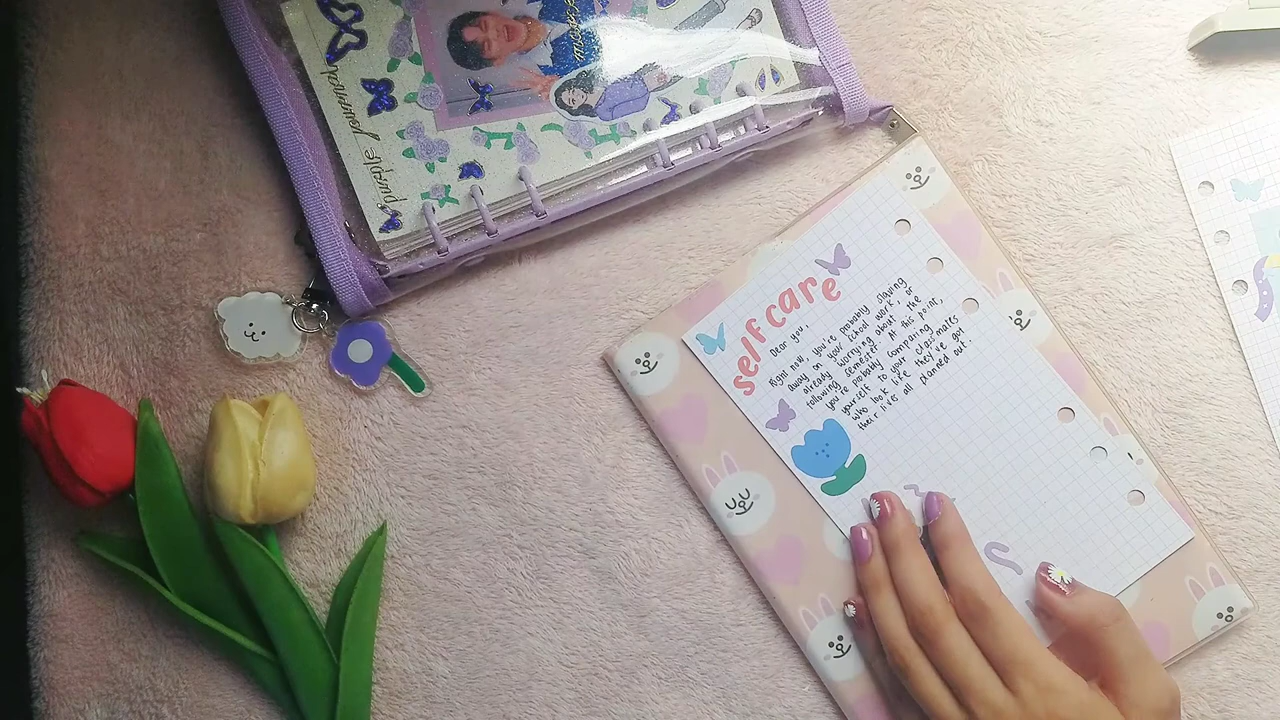 purple journal
self care
Dear you,
Right now, you're probably slaving
away on your school work, or
already worrying about the
following semester. At this point,
you're probably comparing
yourself to your classmates
who look like they've got
their lives all planned out.